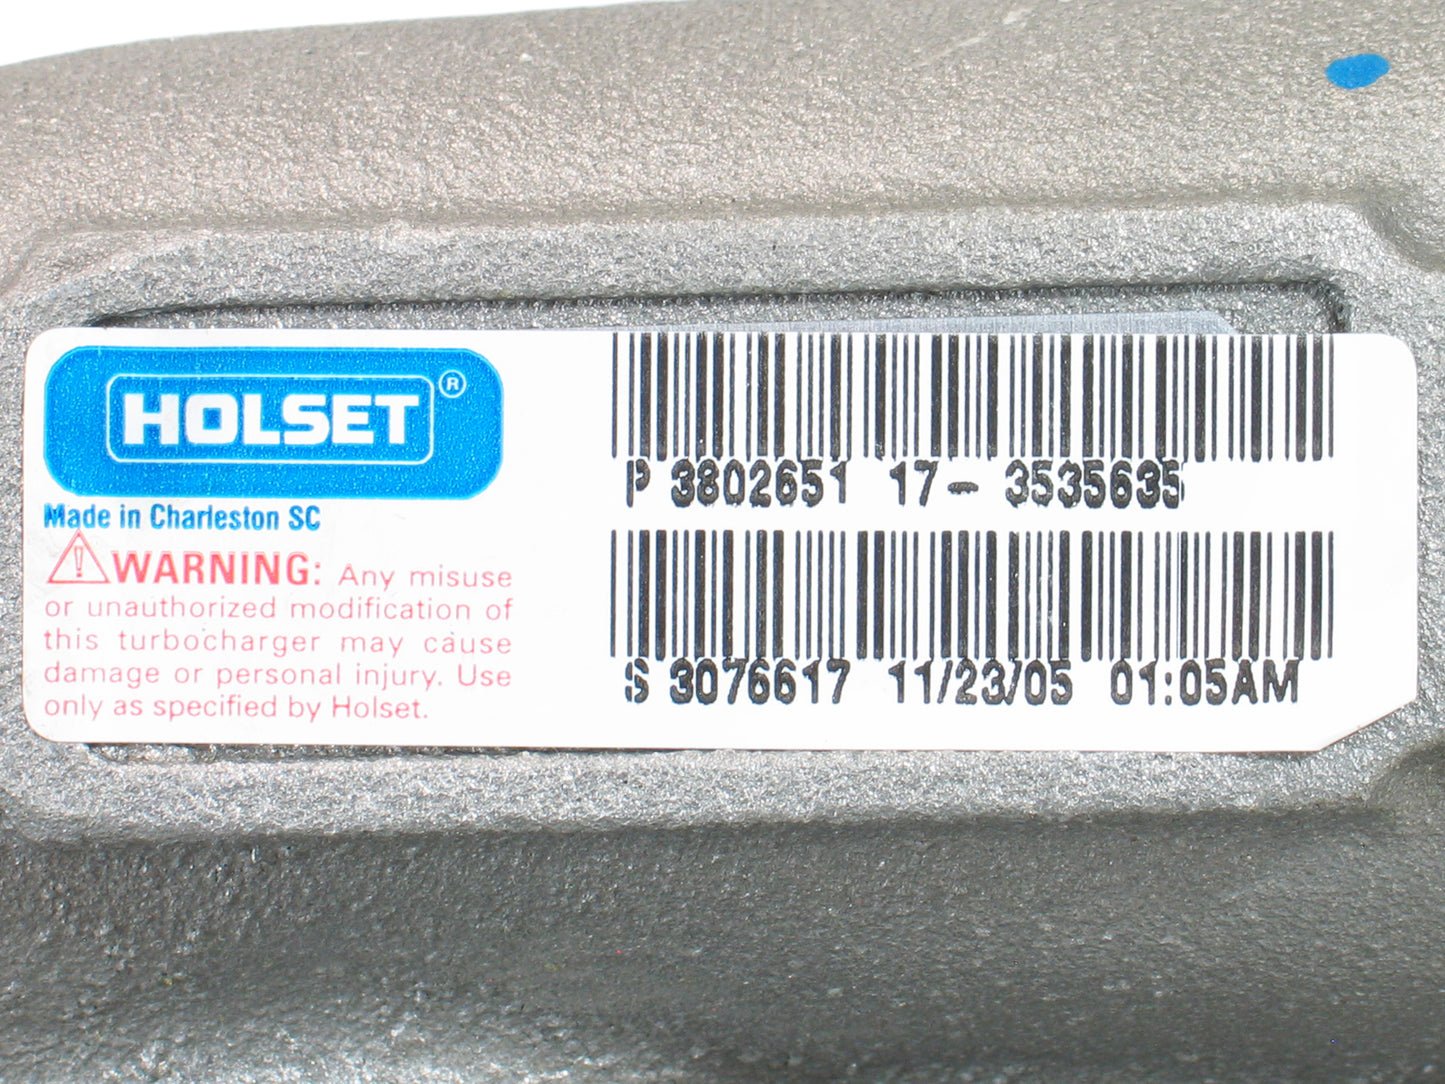 HOLSET®
Made in Charleston SC
WARNING: Any misuse
or unauthorized modification of
this turbocharger may cause
damage or personal injury. Use
only as specified by Holset.
P 3802651 17- 3535635
S 3076617 11/23/05 01:05AM